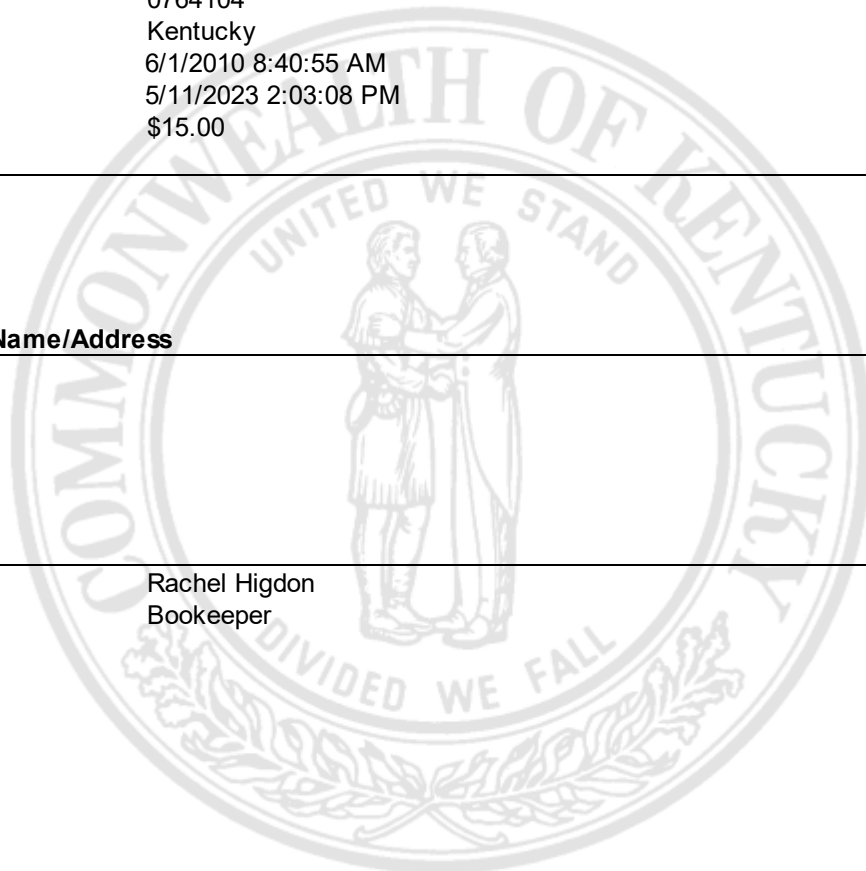 0764104
Kentucky
6/1/2010 8:40:55 AM
5/11/2023 2:03:08 PM
$15.00
COMMONWEALTH OF KENTUCKY
UNITED WE STAND
Name/Address
Rachel Higdon
Bookeeper
DIVIDED WE FALL